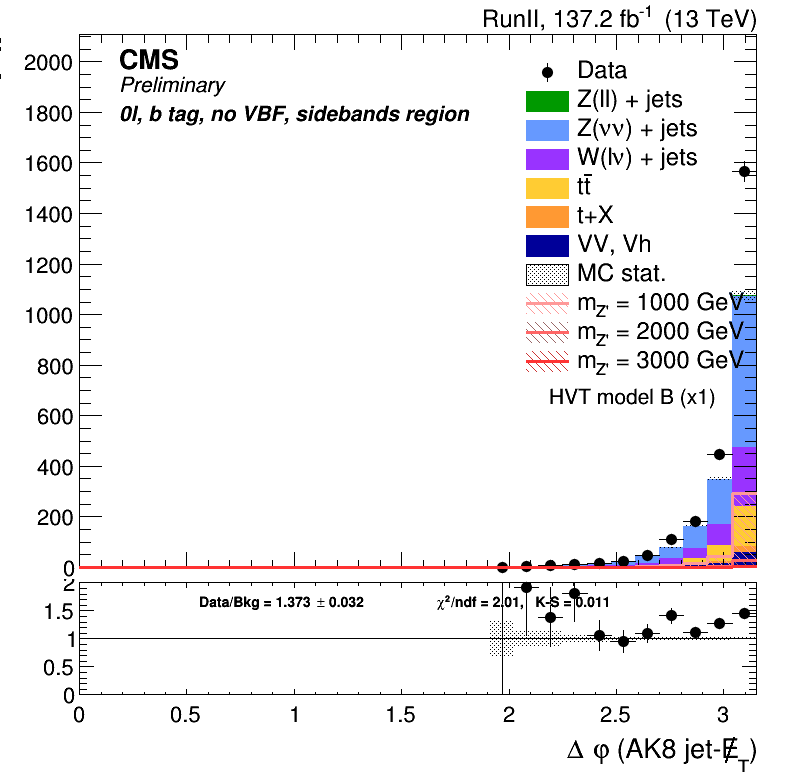 RunII, 137.2 fb⁻¹ (13 TeV)
CMS
Preliminary
0l, b tag, no VBF, sidebands region
Data
Z(ll) + jets
Z(νν) + jets
W(lν) + jets
tt̄
t+X
VV, Vh
MC stat.
m_Z' = 1000 GeV
m_Z' = 2000 GeV
m_Z' = 3000 GeV
HVT model B (x1)
2000
1800
1600
1400
1200
1000
800
600
400
200
0
Data/Bkg = 1.373 ± 0.032
χ²/ndf = 2.01, K-S = 0.011
2
1.5
1
0.5
0
0 0.5 1 1.5 2 2.5 3
Δ φ (AK8 jet-E̸_T)